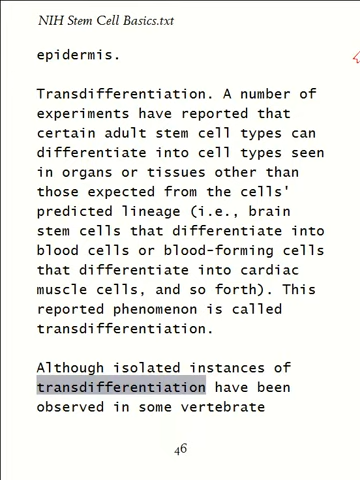 NIH Stem Cell Basics.txt
epidermis.
Transdifferentiation. A number of
experiments have reported that
certain adult stem cell types can
differentiate into cell types seen
in organs or tissues other than
those expected from the cells'
predicted lineage (i.e., brain
stem cells that differentiate into
blood cells or blood-forming cells
that differentiate into cardiac
muscle cells, and so forth). This
reported phenomenon is called
transdifferentiation.
Although isolated instances of
transdifferentiation have been
observed in some vertebrate
46